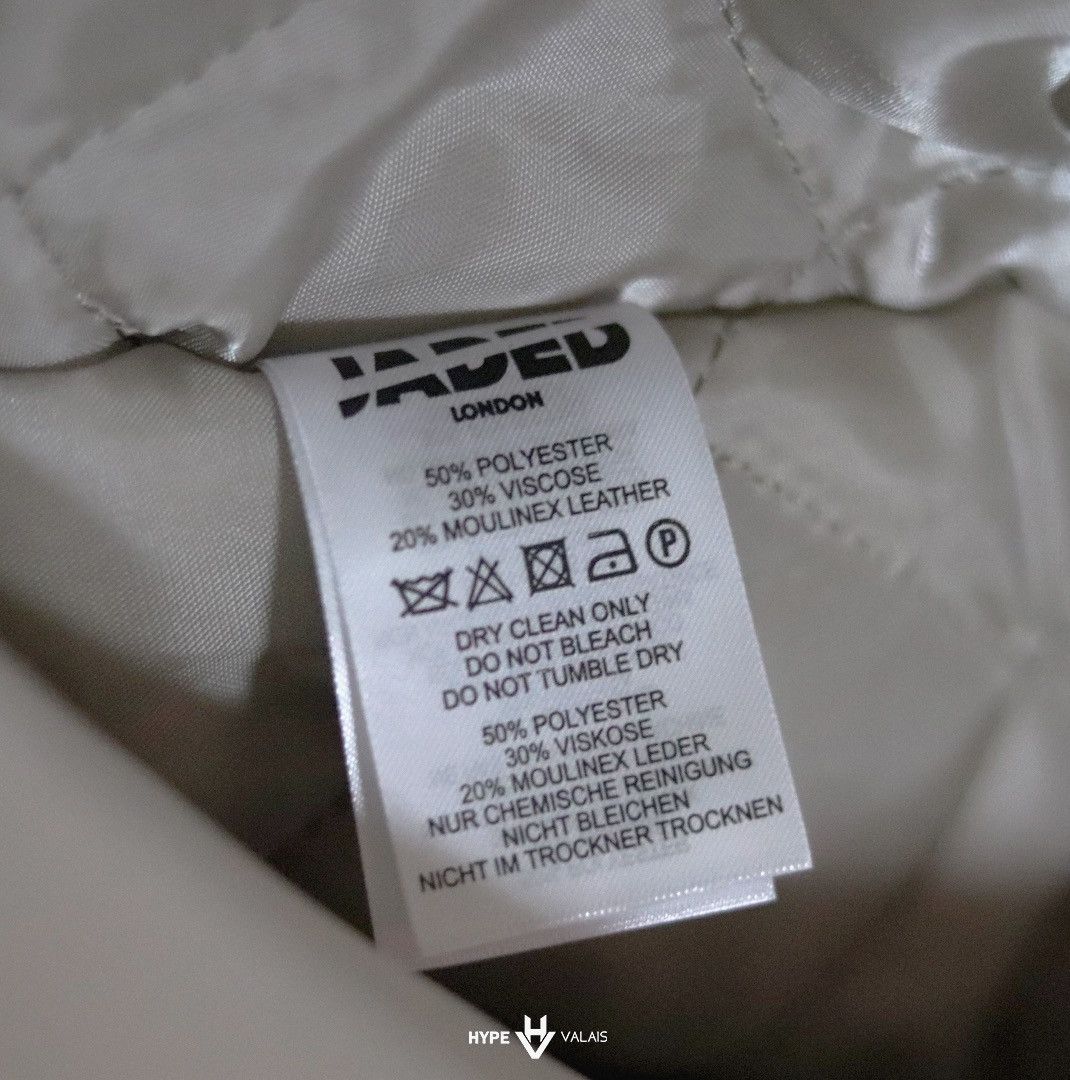 JADED
LONDON
50% POLYESTER
30% VISCOSE
20% MOULINEX LEATHER
P
DRY CLEAN ONLY
DO NOT BLEACH
DO NOT TUMBLE DRY
50% POLYESTER
30% VISKOSE
20% MOULINEX LEDER
NUR CHEMISCHE REINIGUNG
NICHT BLEICHEN
NICHT IM TROCKNER TROCKNEN
HYPE VALAIS